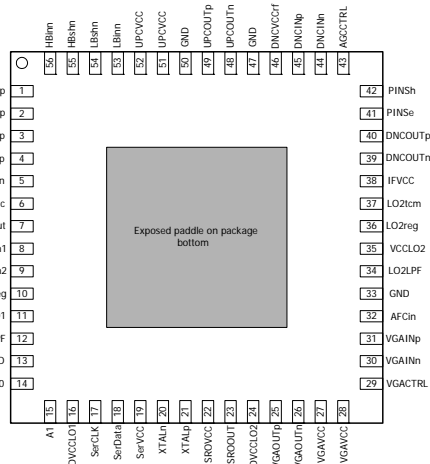 HBinn
HBshn
LBshn
LBinn
UPCVCC
UPCVCC
GND
UPCOUTp
UPCOUTn
GND
DNCVCCrf
DNCINp
DNCINn
AGCCTRL
56 55 54 53 52 51 50 49 48 47 46 45 44 43
1
2
3
4
5
6
7
8
9
10
11
12
13
14
42 PINSh
41 PINSe
40 DNCOUTp
39 DNCOUTn
38 IFVCC
37 LO2tcm
36 LO2reg
35 VCCLO2
34 LO2LPF
33 GND
32 AFCin
31 VGAINp
30 VGAINn
29 VGACTRL
Exposed paddle on package
bottom
15 16 17 18 19 20 21 22 23 24 25 26 27 28
A1
OVCCLO1
SerCLK
SerData
SerVCC
XTALn
XTALp
SROVCC
SROOUT
OVCCLO2
VGAOUTp
VGAOUTn
VGAVCC
VGAVCC